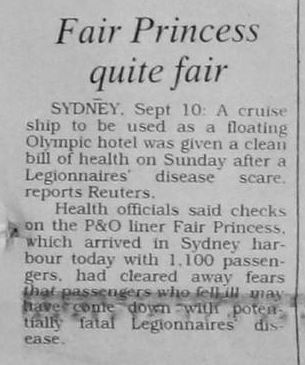 Fair Princess
quite fair
SYDNEY, Sept 10: A cruise
ship to be used as a floating
Olympic hotel was given a clean
bill of health on Sunday after a
Legionnaires' disease scare,
reports Reuters.
Health officials said checks
on the P&O liner Fair Princess,
which arrived in Sydney har-
bour today with 1,100 passen-
gers, had cleared away fears
that passengers who fell ill may
have come down with poten-
tially fatal Legionnaires' dis-
ease.